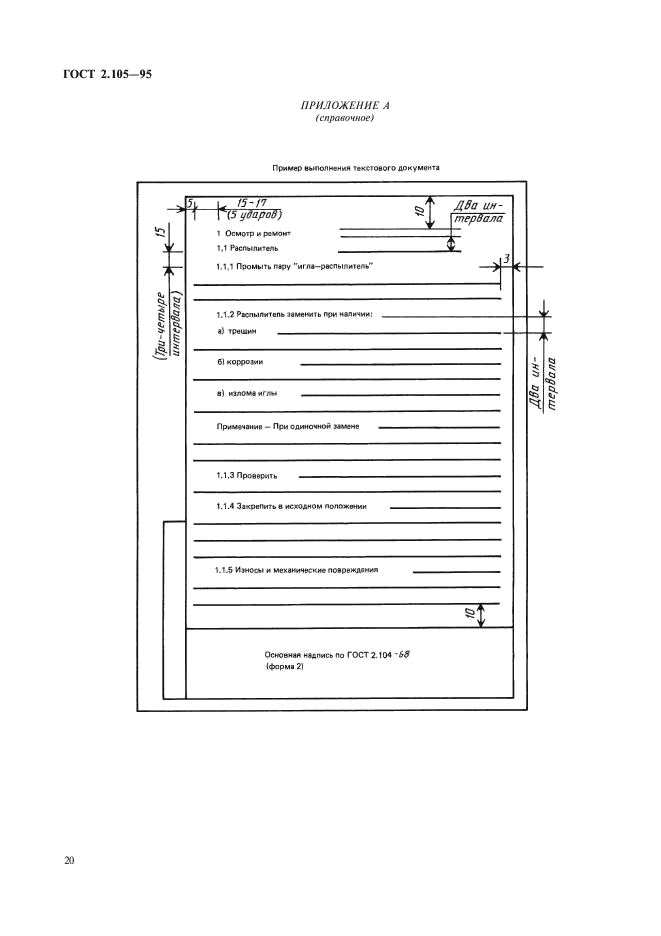 ГОСТ 2.105—95
ПРИЛОЖЕНИЕ А
(справочное)
Пример выполнения текстового документа
5
15-17
(5 ударов)
10
Два ин-
тервала
1 Осмотр и ремонт
15
1.1 Распылитель
3
1.1.1 Промыть пару "игла—распылитель"
(три-четыре
интервала)
1.1.2 Распылитель заменить при наличии:
а) трещин
Два ин-
тервала
б) коррозии
в) излома иглы
Примечание — При одиночной замене
1.1.3 Проверить
1.1.4 Закрепить в исходном положении
1.1.5 Износы и механические повреждения
10
Основная надпись по ГОСТ 2.104 -68
(форма 2)
20